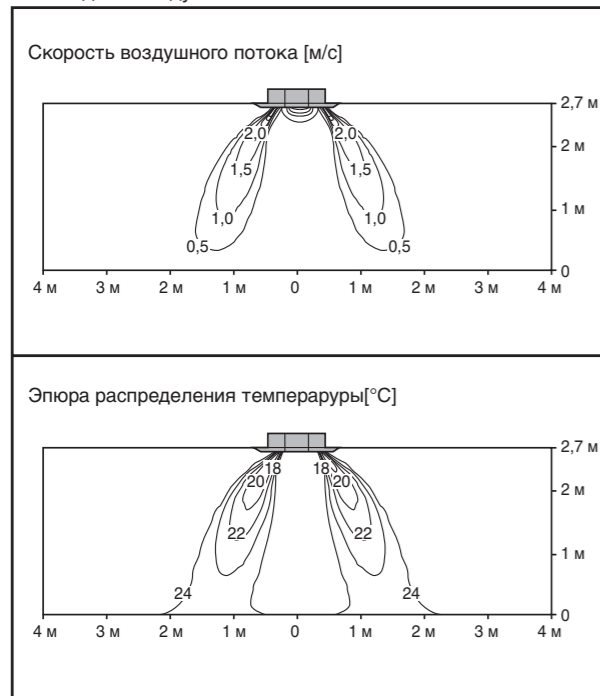 Скорость воздушного потока [м/с]
2,7 м
2,0 2,0
2 м
1,5 1,5
1 м
1,0 1,0
0,5 0,5
0
4 м 3 м 2 м 1 м 0 1 м 2 м 3 м 4 м
Эпюра распределения темпераруры[°C]
2,7 м
18 18
20 20
2 м
22 22
1 м
24 24
0
4 м 3 м 2 м 1 м 0 1 м 2 м 3 м 4 м